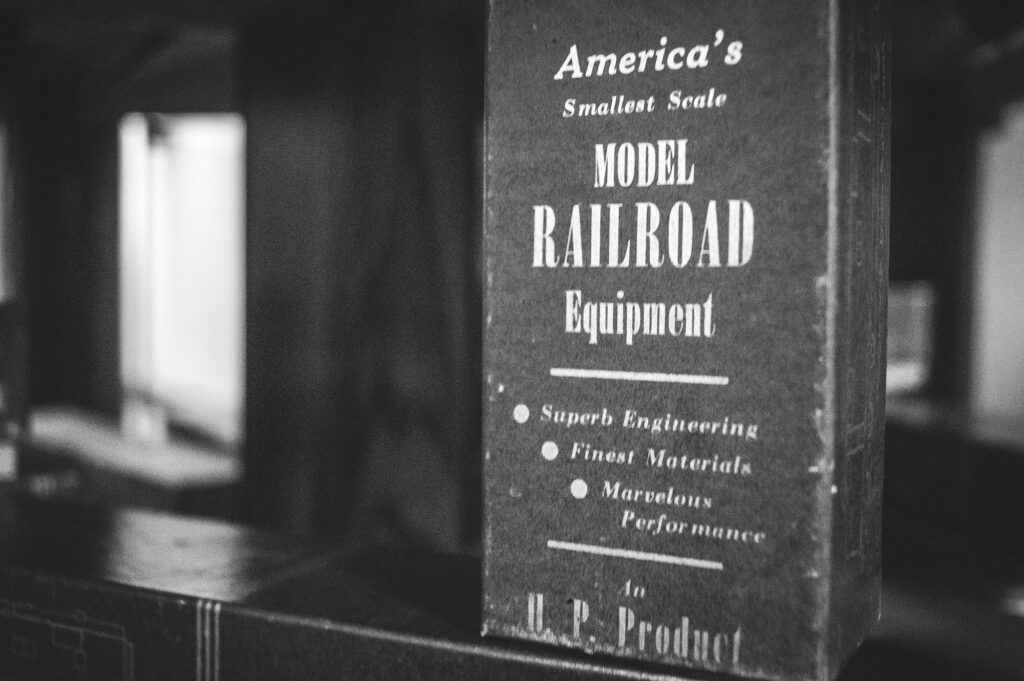 America's
Smallest Scale
MODEL
RAILROAD
Equipment
Superb Engineering
Finest Materials
Marvelous
Performance
An
U. P. Product